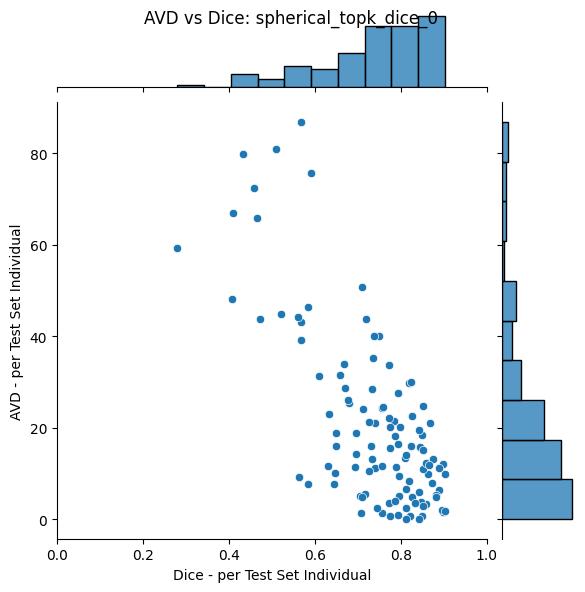 AVD vs Dice: spherical_topk_dice_0
80
60
40
20
0
AVD - per Test Set Individual
0.0 0.2 0.4 0.6 0.8 1.0
Dice - per Test Set Individual